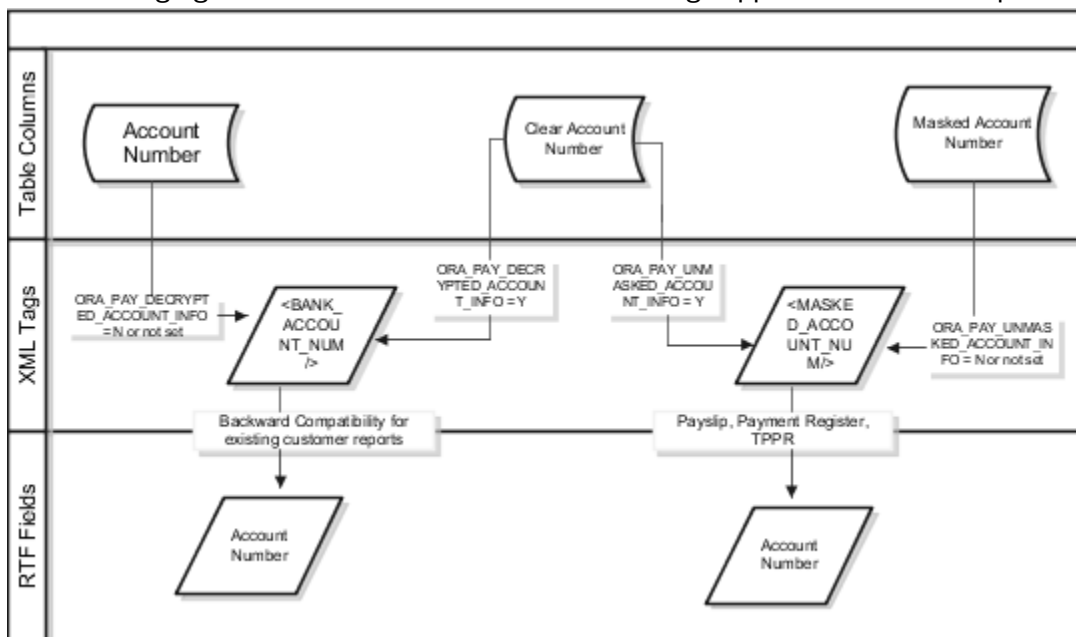 Table Columns
Account
Number
Clear Account
Number
Masked Account
Number
XML Tags
ORA_PAY_DECRYPT
ED_ACCOUNT_INFO
= N or not set
<BANK_
ACCOU
NT_NUM
/>
ORA_PAY_DECR
YPTED_ACCOUN
T_INFO = Y
ORA_PAY_UNM
ASKED_ACCOU
NT_INFO = Y
<MASKE
D_ACCO
UNT_NU
M/>
ORA_PAY_UNMAS
KED_ACCOUNT_IN
FO = N or not set
Backward Compatibility for
existing customer reports
Payslip, Payment Register,
TPPR
RTF Fields
Account
Number
Account
Number